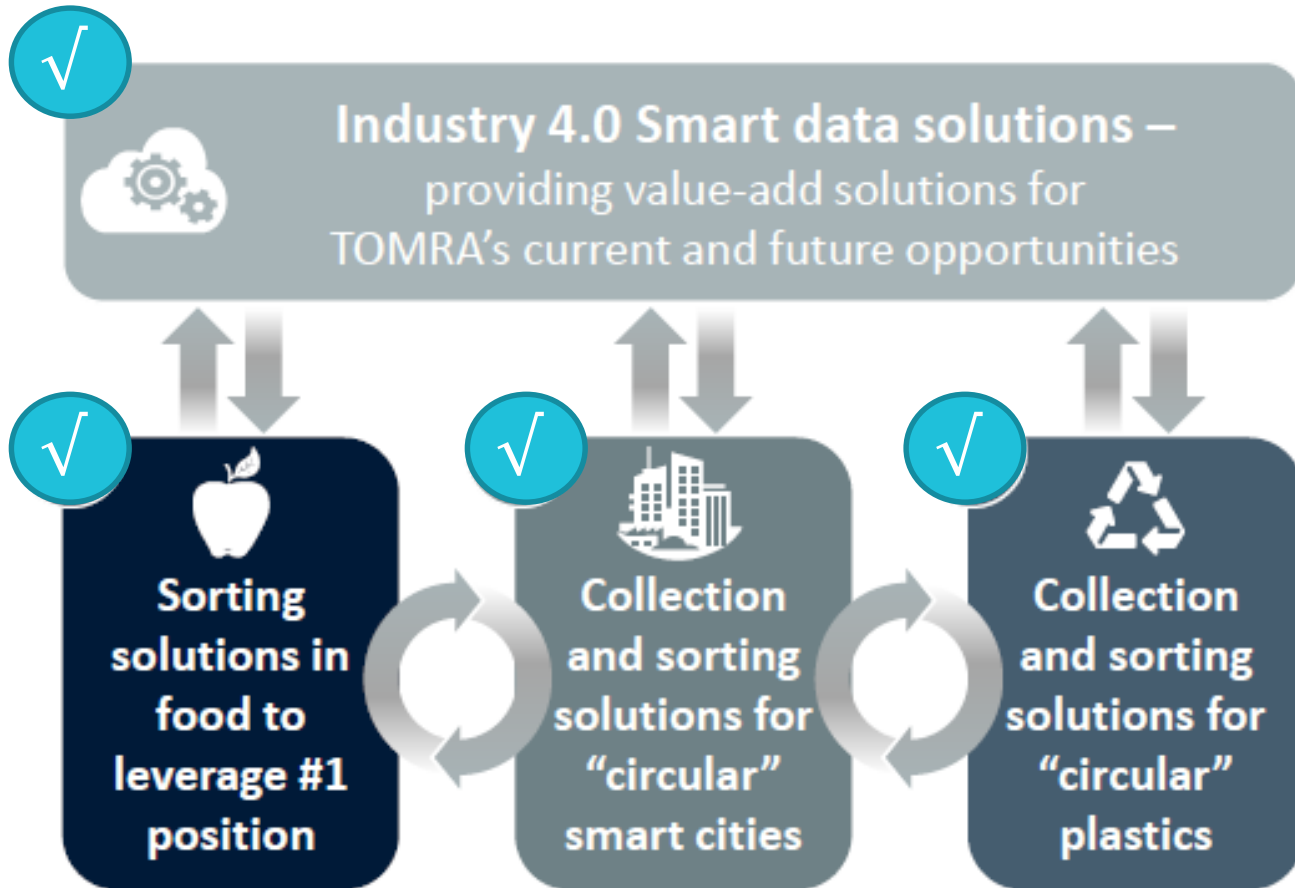 √
Industry 4.0 Smart data solutions –
providing value-add solutions for
TOMRA’s current and future opportunities
√
Sorting
solutions in
food to
leverage #1
position
√
Collection
and sorting
solutions for
“circular”
smart cities
√
Collection
and sorting
solutions for
“circular”
plastics